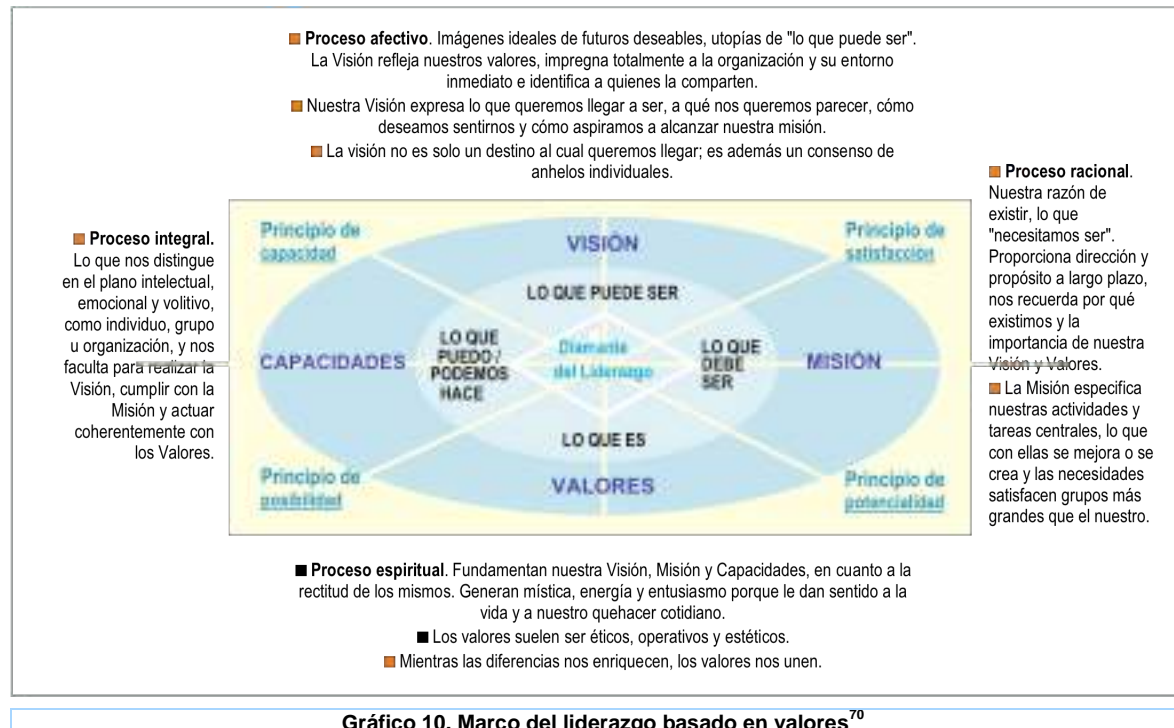 ■ Proceso afectivo. Imágenes ideales de futuros deseables, utopías de "lo que puede ser".
La Visión refleja nuestros valores, impregna totalmente a la organización y su entorno
inmediato e identifica a quienes la comparten.
■ Nuestra Visión expresa lo que queremos llegar a ser, a qué nos queremos parecer, cómo
deseamos sentirnos y cómo aspiramos a alcanzar nuestra misión.
■ La visión no es solo un destino al cual queremos llegar; es además un consenso de
anhelos individuales.
■ Proceso integral.
Lo que nos distingue
en el plano intelectual,
emocional y volitivo,
como individuo, grupo
u organización, y nos
faculta para realizar la
Visión, cumplir con la
Misión y actuar
coherentemente con
los Valores.
Principio de
capacidad
VISIÓN
Principio de
satisfaccion
LO QUE PUEDE SER
CAPACIDADES
LO QUE
PUEDO /
PODEMOS
HACE
Diamante
del Liderazgo
LO QUE
DEBE
SER
MISIÓN
LO QUE ES
Principio de
posibilidad
VALORES
Principio de
potencialidad
■ Proceso racional.
Nuestra razón de
existir, lo que
"necesitamos ser".
Proporciona dirección y
propósito a largo plazo,
nos recuerda por qué
existimos y la
importancia de nuestra
Visión y Valores.
■ La Misión especifica
nuestras actividades y
tareas centrales, lo que
con ellas se mejora o se
crea y las necesidades
satisfacen grupos más
grandes que el nuestro.
■ Proceso espiritual. Fundamentan nuestra Visión, Misión y Capacidades, en cuanto a la
rectitud de los mismos. Generan mística, energía y entusiasmo porque le dan sentido a la
vida y a nuestro quehacer cotidiano.
■ Los valores suelen ser éticos, operativos y estéticos.
■ Mientras las diferencias nos enriquecen, los valores nos unen.
Gráfico 10. Marco del liderazgo basado en valores⁷⁰